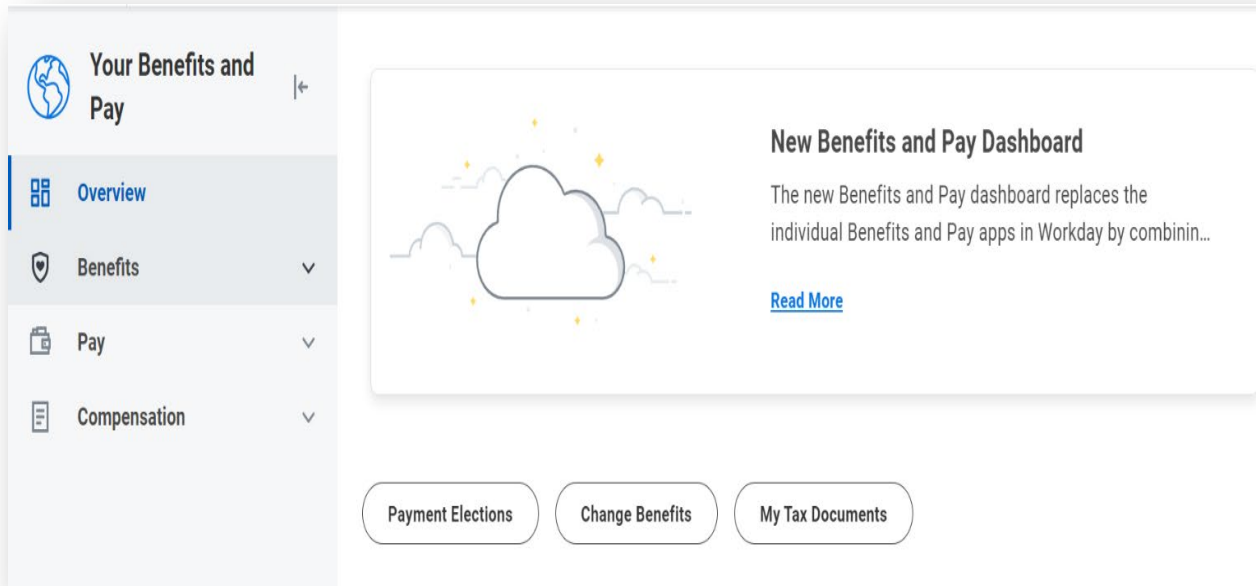 Your Benefits and
Pay
Overview
Benefits
Pay
Compensation
New Benefits and Pay Dashboard
The new Benefits and Pay dashboard replaces the
individual Benefits and Pay apps in Workday by combinin...
Read More
Payment Elections
Change Benefits
My Tax Documents